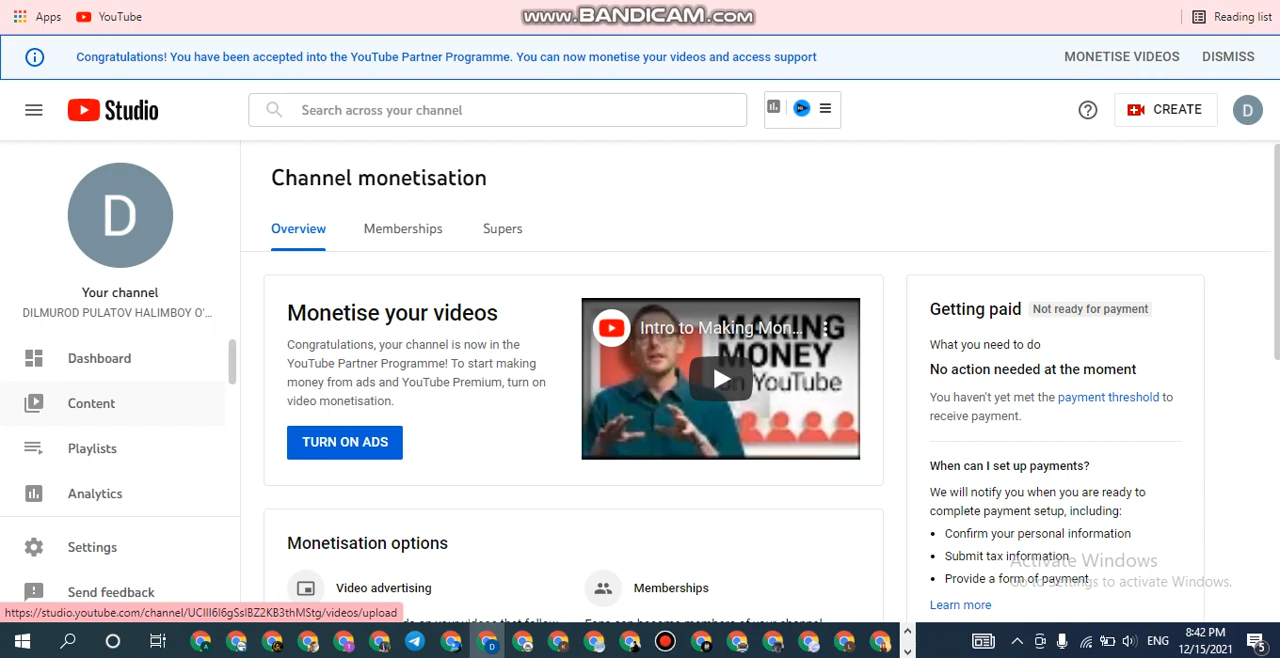 Apps YouTube
www.BANDICAM.com
Reading list
Congratulations! You have been accepted into the YouTube Partner Programme. You can now monetise your videos and access support
MONETISE VIDEOS DISMISS
Studio
Search across your channel
CREATE
D
D
Your channel
DILMUROD PULATOV HALIMBOY O'...
Dashboard
Content
Playlists
Analytics
Settings
Send feedback
Channel monetisation
Overview Memberships Supers
Monetise your videos
Congratulations, your channel is now in the
YouTube Partner Programme! To start making
money from ads and YouTube Premium, turn on
video monetisation.
TURN ON ADS
Intro to Making Mon...
MAKING
MONEY
on YouTube
Monetisation options
Video advertising
Memberships
Getting paid Not ready for payment
What you need to do
No action needed at the moment
You haven't yet met the payment threshold to
receive payment.
When can I set up payments?
We will notify you when you are ready to
complete payment setup, including:
• Confirm your personal information
• Submit tax information
• Provide a form of payment
Learn more
Activate Windows
Go to Settings to activate Windows.
ENG
8:42 PM
12/15/2021
5